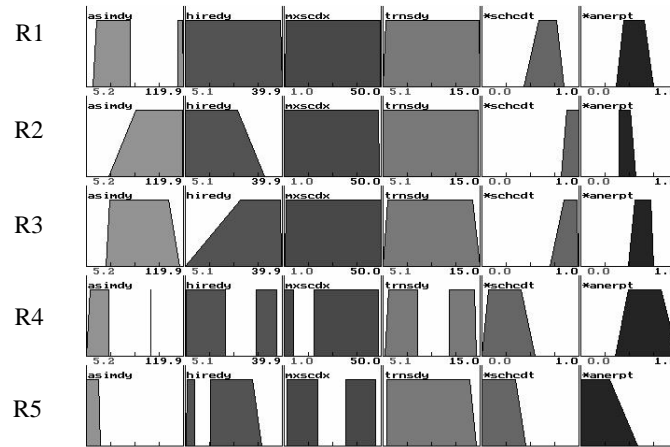 R1 asimdy hiredy mxscdx trnsdy *schcdt *anerpt
5.2 119.9 5.1 39.9 1.0 50.0 5.1 15.0 0.0 1.0 0.0 1.
R2 asimdy hiredy mxscdx trnsdy *schcdt *anerpt
5.2 119.9 5.1 39.9 1.0 50.0 5.1 15.0 0.0 1.0 0.0 1.
R3 asimdy hiredy mxscdx trnsdy *schcdt *anerpt
5.2 119.9 5.1 39.9 1.0 50.0 5.1 15.0 0.0 1.0 0.0 1.
R4 asimdy hiredy mxscdx trnsdy *schcdt *anerpt
5.2 119.9 5.1 39.9 1.0 50.0 5.1 15.0 0.0 1.0 0.0 1.
R5 asimdy hiredy mxscdx trnsdy *schcdt *anerpt